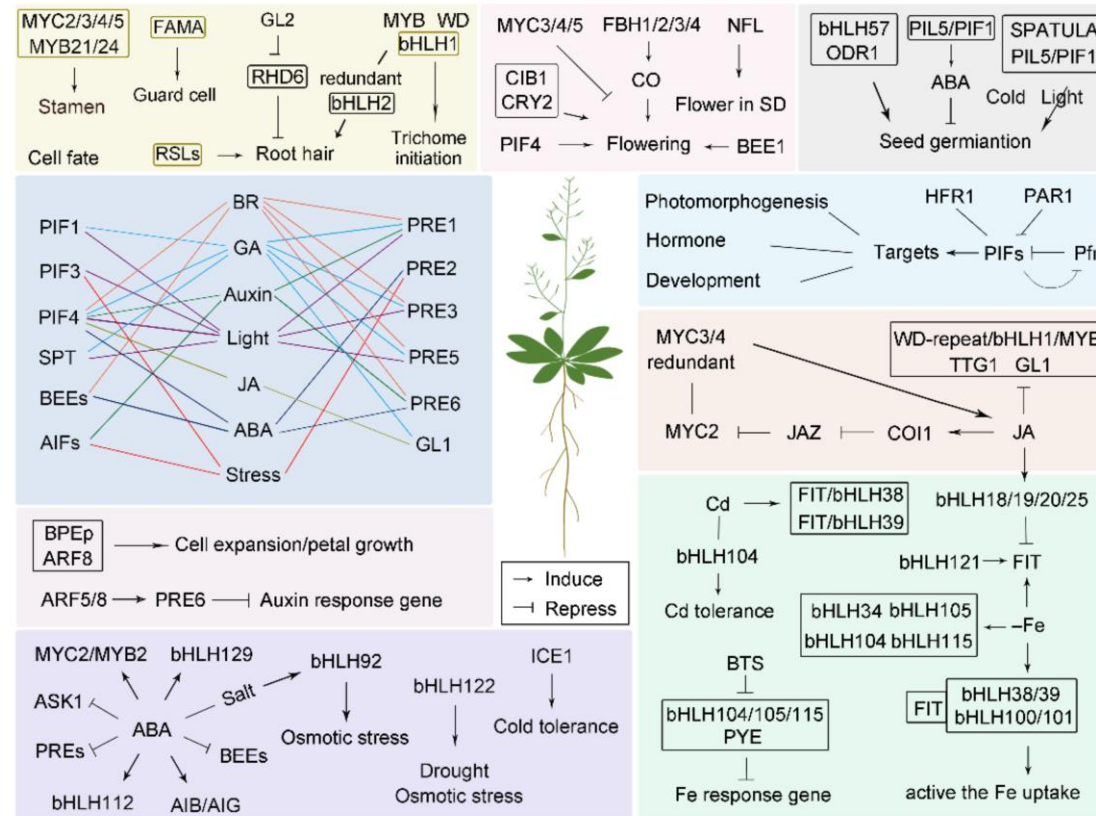 MYC2/3/4/5
MYB21/24
Stamen
FAMA
Guard cell
GL2
RHD6
Root hair
RSLs
MYB WD
bHLH1
redundant
bHLH2
Trichome
initiation
Cell fate
MYC3/4/5
FBH1/2/3/4
NFL
CIB1
CRY2
CO
Flower in SD
PIF4
Flowering
BEE1
bHLH57
ODR1
PIL5/PIF1
SPATULA
PIL5/PIF1
ABA
Cold Light
Seed germiantion
PIF1
PIF3
PIF4
SPT
BEEs
AIFs
BR
GA
Auxin
Light
JA
ABA
Stress
PRE1
PRE2
PRE3
PRE5
PRE6
GL1
Photomorphogenesis
Hormone
Development
Targets
HFR1
PAR1
PIFs
Pfr
MYC3/4
redundant
WD-repeat/bHLH1/MYB
TTG1 GL1
MYC2
JAZ
COI1
JA
BPEp
ARF8
Cell expansion/petal growth
ARF5/8
PRE6
Auxin response gene
Induce
Repress
Cd
FIT/bHLH38
FIT/bHLH39
bHLH104
Cd tolerance
bHLH18/19/20/25
bHLH121
FIT
bHLH34 bHLH105
bHLH104 bHLH115
–Fe
BTS
bHLH104/105/115
PYE
Fe response gene
FIT
bHLH38/39
bHLH100/101
active the Fe uptake
MYC2/MYB2
bHLH129
ASK1
Salt
bHLH92
ABA
PREs
BEEs
Osmotic stress
bHLH112
AIB/AIG
bHLH122
Drought
Osmotic stress
ICE1
Cold tolerance